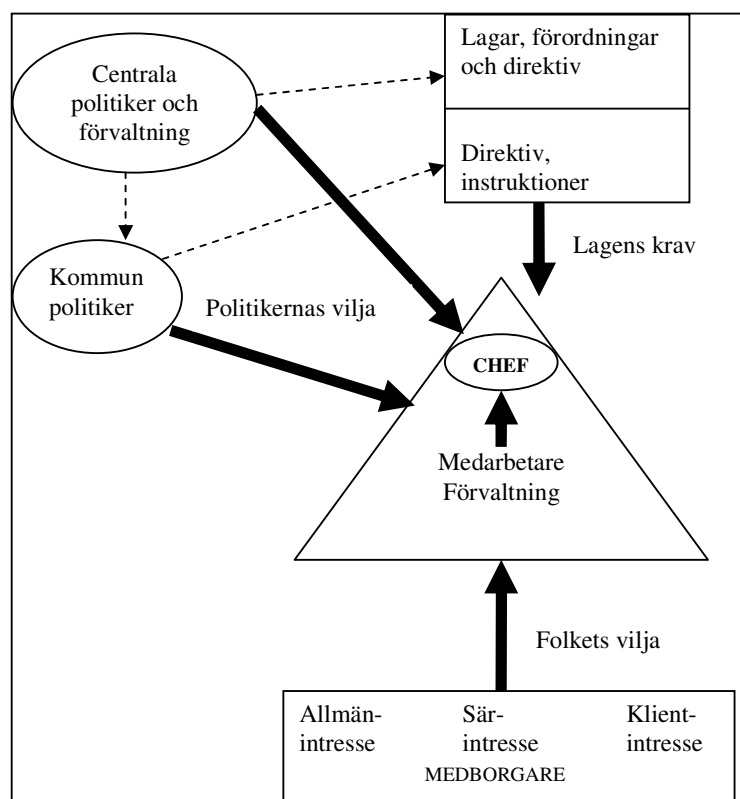 Centrala
politiker och
förvaltning
Lagar, förordningar
och direktiv
Direktiv,
instruktioner
Lagens krav
Kommun
politiker
Politikernas vilja
CHEF
Medarbetare
Förvaltning
Folkets vilja
Allmän-
intresse
Sär-
intresse
Klient-
intresse
MEDBORGARE